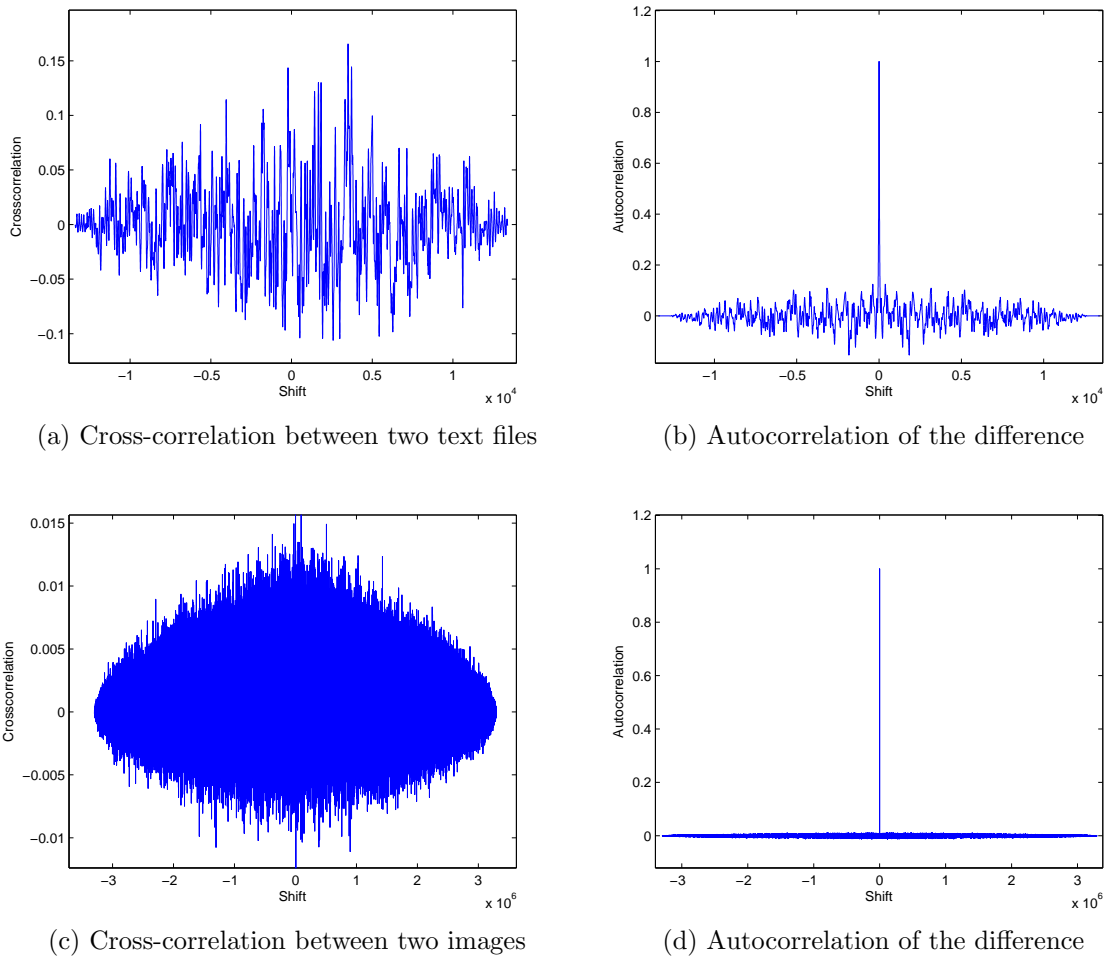 0.15
0.1
0.05
0
−0.05
−0.1
Crosscorrelation
−1 −0.5 0 0.5 1
Shift
x 10^4
(a) Cross-correlation between two text files
1.2
1
0.8
0.6
0.4
0.2
0
Autocorrelation
−1 −0.5 0 0.5 1
Shift
x 10^4
(b) Autocorrelation of the difference
0.015
0.01
0.005
0
−0.005
−0.01
Crosscorrelation
−3 −2 −1 0 1 2 3
Shift
x 10^6
(c) Cross-correlation between two images
1.2
1
0.8
0.6
0.4
0.2
0
Autocorrelation
−3 −2 −1 0 1 2 3
Shift
x 10^6
(d) Autocorrelation of the difference